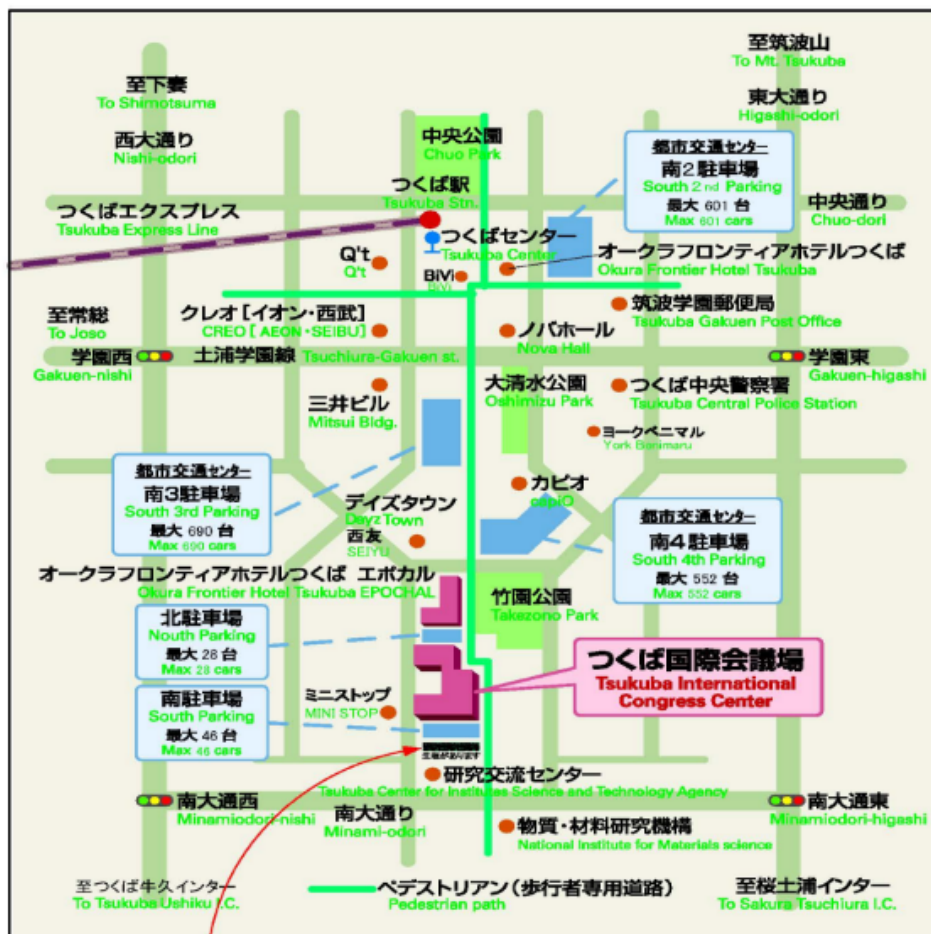 至筑波山
To Mt. Tsukuba
至下妻
To Shimotsuma
東大通り
Higashi-odori
西大通り
Nishi-odori
中央公園
Chuo Park
都市交通センター
南2駐車場
South 2nd Parking
最大 601 台
Max 601 cars
つくば駅
Tsukuba Stn.
中央通り
Chuo-dori
つくばエクスプレス
Tsukuba Express Line
つくばセンター
Tsukuba Center
Q't
Q't
BiVi
BiVi
オークラフロンティアホテルつくば
Okura Frontier Hotel Tsukuba
至常総
To Joso
クレオ［イオン・西武］
CREO [ AEON・SEIBU]
ノバホール
Nova Hall
筑波学園郵便局
Tsukuba Gakuen Post Office
学園西
Gakuen-nishi
土浦学園線 Tsuchiura-Gakuen st.
学園東
Gakuen-higashi
三井ビル
Mitsui Bldg.
大清水公園
Oshimizu Park
つくば中央警察署
Tsukuba Central Police Station
ヨークベニマル
York Benimaru
都市交通センター
南3駐車場
South 3rd Parking
最大 690 台
Max 690 cars
カピオ
capiO
デイズタウン
Dayz Town
西友
SEIYU
都市交通センター
南4駐車場
South 4th Parking
最大 552 台
Max 552 cars
オークラフロンティアホテルつくば エポカル
Okura Frontier Hotel Tsukuba EPOCHAL
竹園公園
Takezono Park
北駐車場
Nouth Parking
最大 28 台
Max 28 cars
つくば国際会議場
Tsukuba International
Congress Center
南駐車場
South Parking
最大 46 台
Max 46 cars
ミニストップ
MINI STOP
研究交流センター
Tsukuba Center for Institutes Science and Technology Agency
南大通西
Minamiodori-nishi
南大通り
Minami-odori
南大通東
Minamiodori-higashi
物質・材料研究機構
National Institute for Materials science
至つくば牛久インター
To Tsukuba Ushiku I.C.
ペデストリアン（歩行者専用道路）
Pedestrian path
至桜土浦インター
To Sakura Tsuchiura I.C.